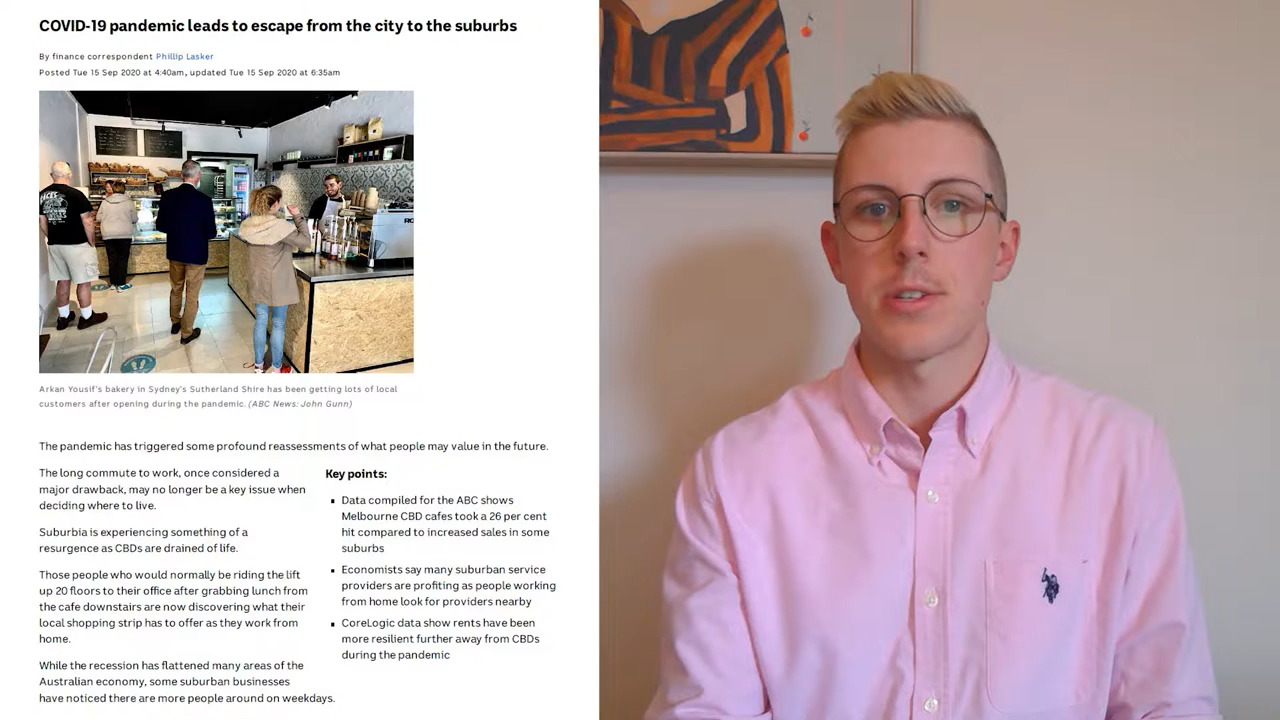 COVID-19 pandemic leads to escape from the city to the suburbs
By finance correspondent Phillip Lasker
Posted Tue 15 Sep 2020 at 4:40am, updated Tue 15 Sep 2020 at 6:35am
Arkan Yousif's bakery in Sydney's Sutherland Shire has been getting lots of local
customers after opening during the pandemic. (ABC News: John Gunn)
The pandemic has triggered some profound reassessments of what people may value in the future.
The long commute to work, once considered a
major drawback, may no longer be a key issue when
deciding where to live.
Suburbia is experiencing something of a
resurgence as CBDs are drained of life.
Those people who would normally be riding the lift
up 20 floors to their office after grabbing lunch from
the cafe downstairs are now discovering what their
local shopping strip has to offer as they work from
home.
While the recession has flattened many areas of the
Australian economy, some suburban businesses
have noticed there are more people around on weekdays.
Key points:
Data compiled for the ABC shows
Melbourne CBD cafes took a 26 per cent
hit compared to increased sales in some
suburbs
Economists say many suburban service
providers are profiting as people working
from home look for providers nearby
CoreLogic data show rents have been
more resilient further away from CBDs
during the pandemic